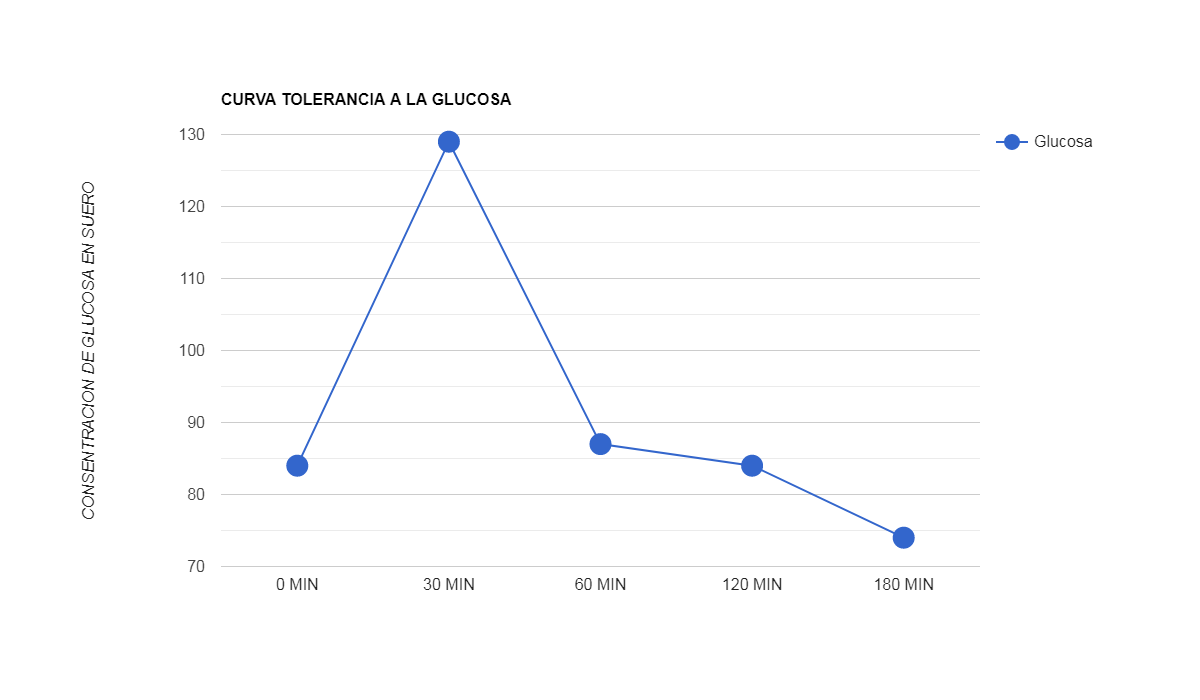 CURVA TOLERANCIA A LA GLUCOSA
CONSENTRACION DE GLUCOSA EN SUERO
130
120
110
100
90
80
70
0 MIN
30 MIN
60 MIN
120 MIN
180 MIN
Glucosa